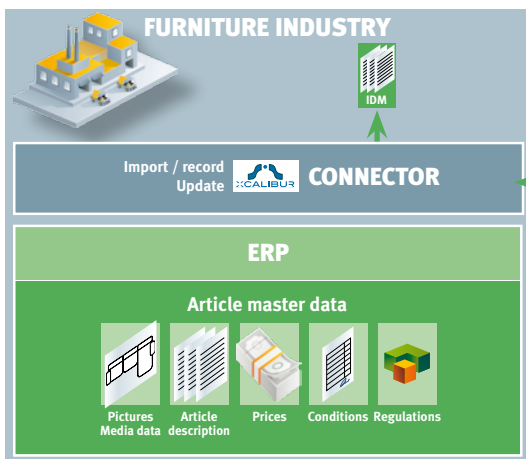 FURNITURE INDUSTRY
IDM
Import / record
Update
XCALIBUR
CONNECTOR
ERP
Article master data
Pictures
Media data
Article
description
Prices
Conditions
Regulations